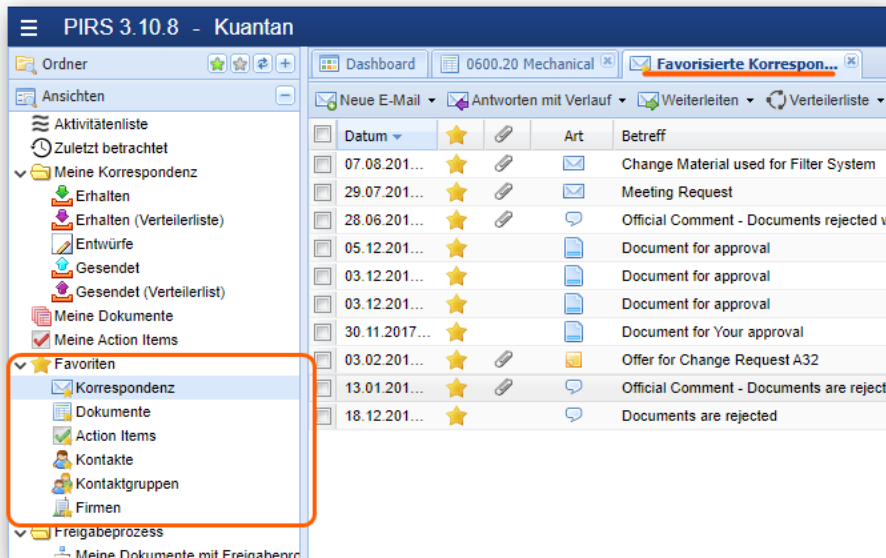 PIRS 3.10.8 - Kuantan
Ordner
Ansichten
Aktivitätenliste
Zuletzt betrachtet
Meine Korrespondenz
Erhalten
Erhalten (Verteilerliste)
Entwürfe
Gesendet
Gesendet (Verteilerlist)
Meine Dokumente
Meine Action Items
Favoriten
Korrespondenz
Dokumente
Action Items
Kontakte
Kontaktgruppen
Firmen
Freigabeprozess
Meine Dokumente mit Freigabepro
Dashboard
0600.20 Mechanical
Favorisierte Korrespon...
Neue E-Mail
Antworten mit Verlauf
Weiterleiten
Verteilerliste
Datum Art Betreff
07.08.201... Change Material used for Filter System
29.07.201... Meeting Request
28.06.201... Official Comment - Documents rejected
05.12.201... Document for approval
03.12.201... Document for approval
03.12.201... Document for approval
30.11.2017... Document for Your approval
03.02.201... Offer for Change Request A32
13.01.201... Official Comment - Documents are reject
18.12.201... Documents are rejected